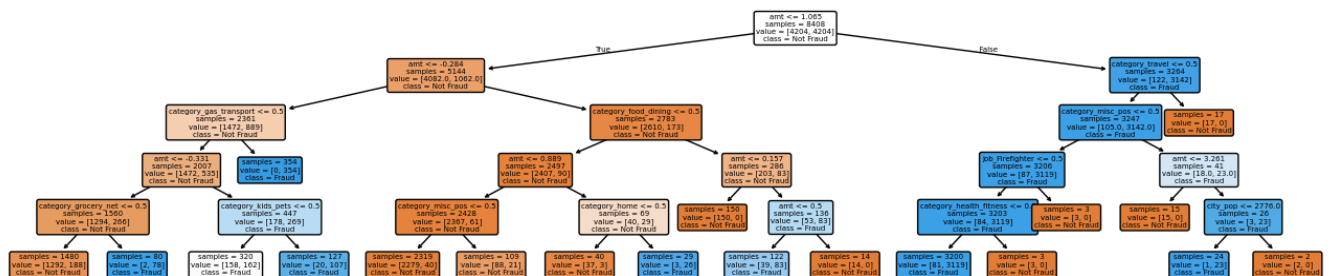 amt <= 1.065
samples = 8408
value = [4204, 4204]
class = Not Fraud
True
False
amt <= -0.284
samples = 5144
value = [4082.0, 1062.0]
class = Not Fraud
category_travel <= 0.5
samples = 3264
value = [122, 3142]
class = Fraud
category_gas_transport <= 0.5
samples = 2361
value = [1472, 889]
class = Not Fraud
category_food_dining <= 0.5
samples = 2783
value = [2610, 173]
class = Not Fraud
category_misc_pos <= 0.5
samples = 3247
value = [105.0, 3142.0]
class = Fraud
samples = 17
value = [17, 0]
class = Not Fraud
amt <= -0.331
samples = 2007
value = [1472, 535]
class = Not Fraud
samples = 354
value = [0, 354]
class = Fraud
amt <= 0.889
samples = 2497
value = [2407, 90]
class = Not Fraud
amt <= 0.157
samples = 286
value = [203, 83]
class = Not Fraud
job_Firefighter <= 0.5
samples = 3206
value = [87, 3119]
class = Fraud
amt <= 3.261
samples = 41
value = [18.0, 23.0]
class = Fraud
category_grocery_net <= 0.5
samples = 1560
value = [1294, 266]
class = Not Fraud
category_kids_pets <= 0.5
samples = 447
value = [178, 269]
class = Fraud
category_misc_pos <= 0.5
samples = 2428
value = [2367, 61]
class = Not Fraud
category_home <= 0.5
samples = 69
value = [40, 29]
class = Not Fraud
samples = 150
value = [150, 0]
class = Not Fraud
amt <= 0.5
samples = 136
value = [53, 83]
class = Fraud
category_health_fitness <= 0.
samples = 3203
value = [84, 3119]
class = Fraud
samples = 3
value = [3, 0]
class = Not Fraud
samples = 15
value = [15, 0]
class = Not Fraud
city_pop <= 2776.0
samples = 26
value = [3, 23]
class = Fraud
samples = 1480
value = [1292, 188]
class = Not Fraud
samples = 80
value = [2, 78]
class = Fraud
samples = 320
value = [158, 162]
class = Fraud
samples = 127
value = [20, 107]
class = Fraud
samples = 2319
value = [2279, 40]
class = Not Fraud
samples = 109
value = [88, 21]
class = Not Fraud
samples = 40
value = [37, 3]
class = Not Fraud
samples = 29
value = [3, 26]
class = Fraud
samples = 122
value = [39, 83]
class = Fraud
samples = 14
value = [14, 0]
class = Not Fraud
samples = 3200
value = [81, 3119]
class = Fraud
samples = 3
value = [3, 0]
class = Not Fraud
samples = 24
value = [1, 23]
class = Fraud
samples = 2
value = [2, 0]
class = Not Fraud